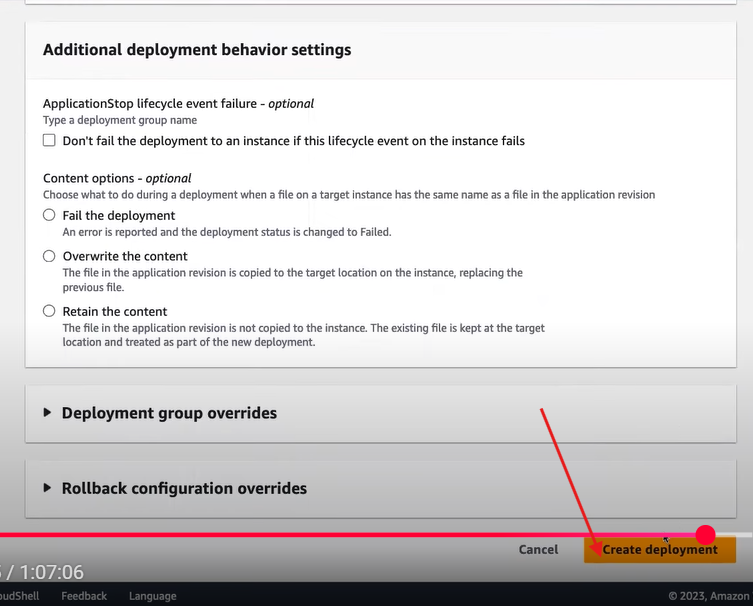 Additional deployment behavior settings
ApplicationStop lifecycle event failure - optional
Type a deployment group name
Don't fail the deployment to an instance if this lifecycle event on the instance fails
Content options - optional
Choose what to do during a deployment when a file on a target instance has the same name as a file in the application revision
Fail the deployment
An error is reported and the deployment status is changed to Failed.
Overwrite the content
The file in the application revision is copied to the target location on the instance, replacing the
previous file.
Retain the content
The file in the application revision is not copied to the instance. The existing file is kept at the target
location and treated as part of the new deployment.
Deployment group overrides
Rollback configuration overrides
Cancel Create deployment
/ 1:07:06
oudShell Feedback Language © 2023, Amazon